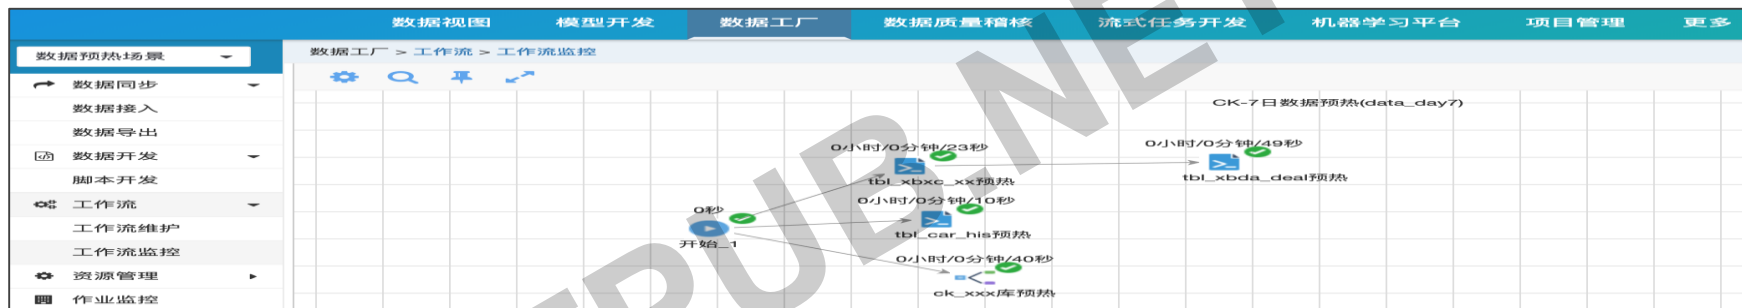 数据视图 模型开发 数据工厂 数据质量稽核 流式任务开发 机器学习平台 项目管理 更多
数据预热场景
数据工厂 > 工作流 > 工作流监控
数据同步
数据接入
数据导出
数据开发
脚本开发
工作流
工作流维护
工作流监控
资源管理
作业监控
CK-7日数据预热(data_day7)
0小时/0分钟/23秒
tbl_xbxc_xx预热
0小时/0分钟/49秒
tbl_xbda_deal预热
0小时/0分钟/10秒
tbl_car_his预热
0秒
开始_1
0小时/0分钟/40秒
ck_xxx库预热
TPUB.NET